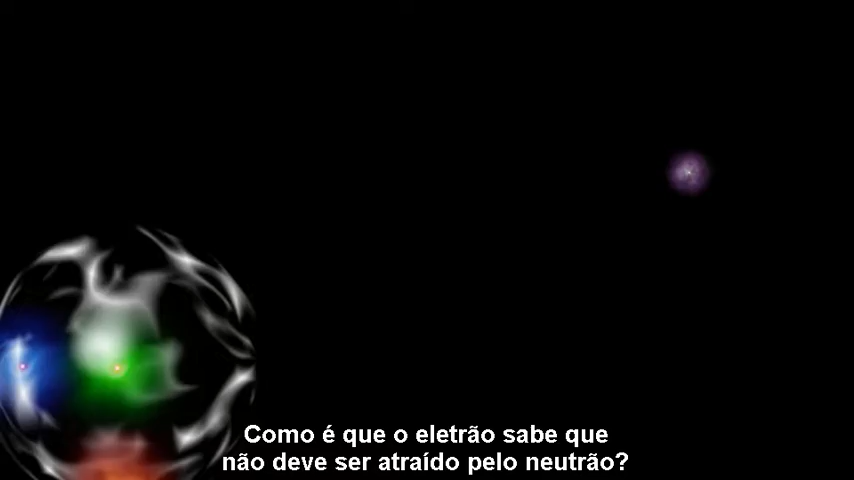 Como é que o eletrão sabe que
não deve ser atraído pelo neutrão?